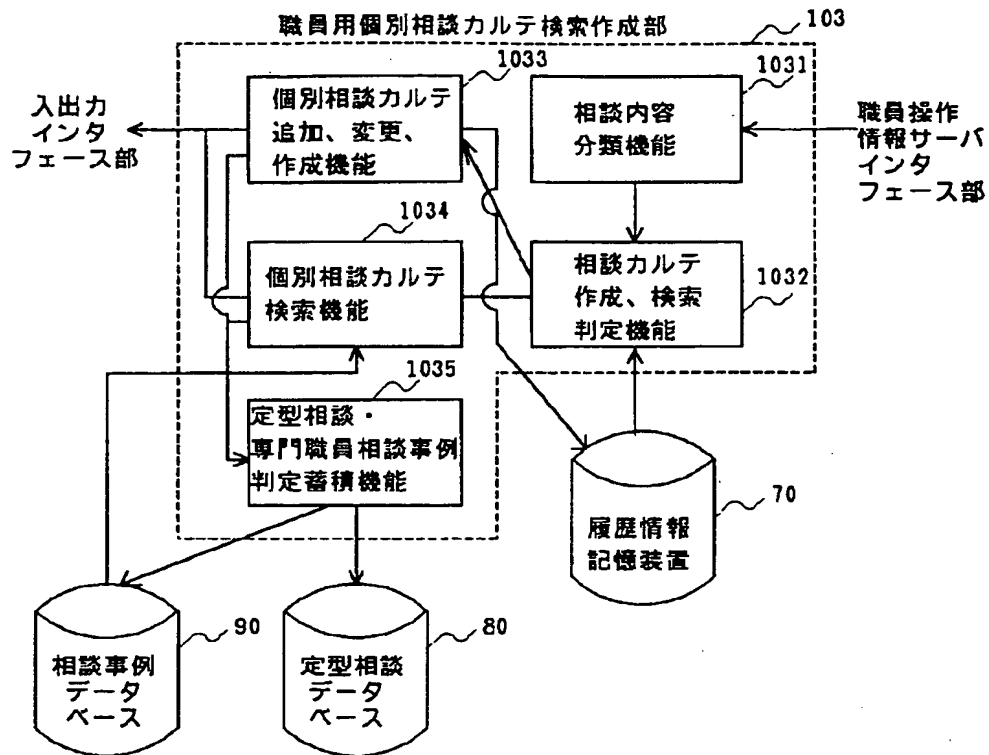 職員用個別相談カルテ検索作成部
103
1033
1031
個別相談カルテ
追加、変更、
作成機能
相談内容
分類機能
入出力
インタ
フェース部
職員操作
情報サーバ
インタ
フェース部
1034
個別相談カルテ
検索機能
相談カルテ
作成、検索
判定機能
1032
1035
定型相談・
専門職員相談事例
判定蓄積機能
70
履歴情報
記憶装置
90
相談事例
データ
ベース
80
定型相談
データ
ベース